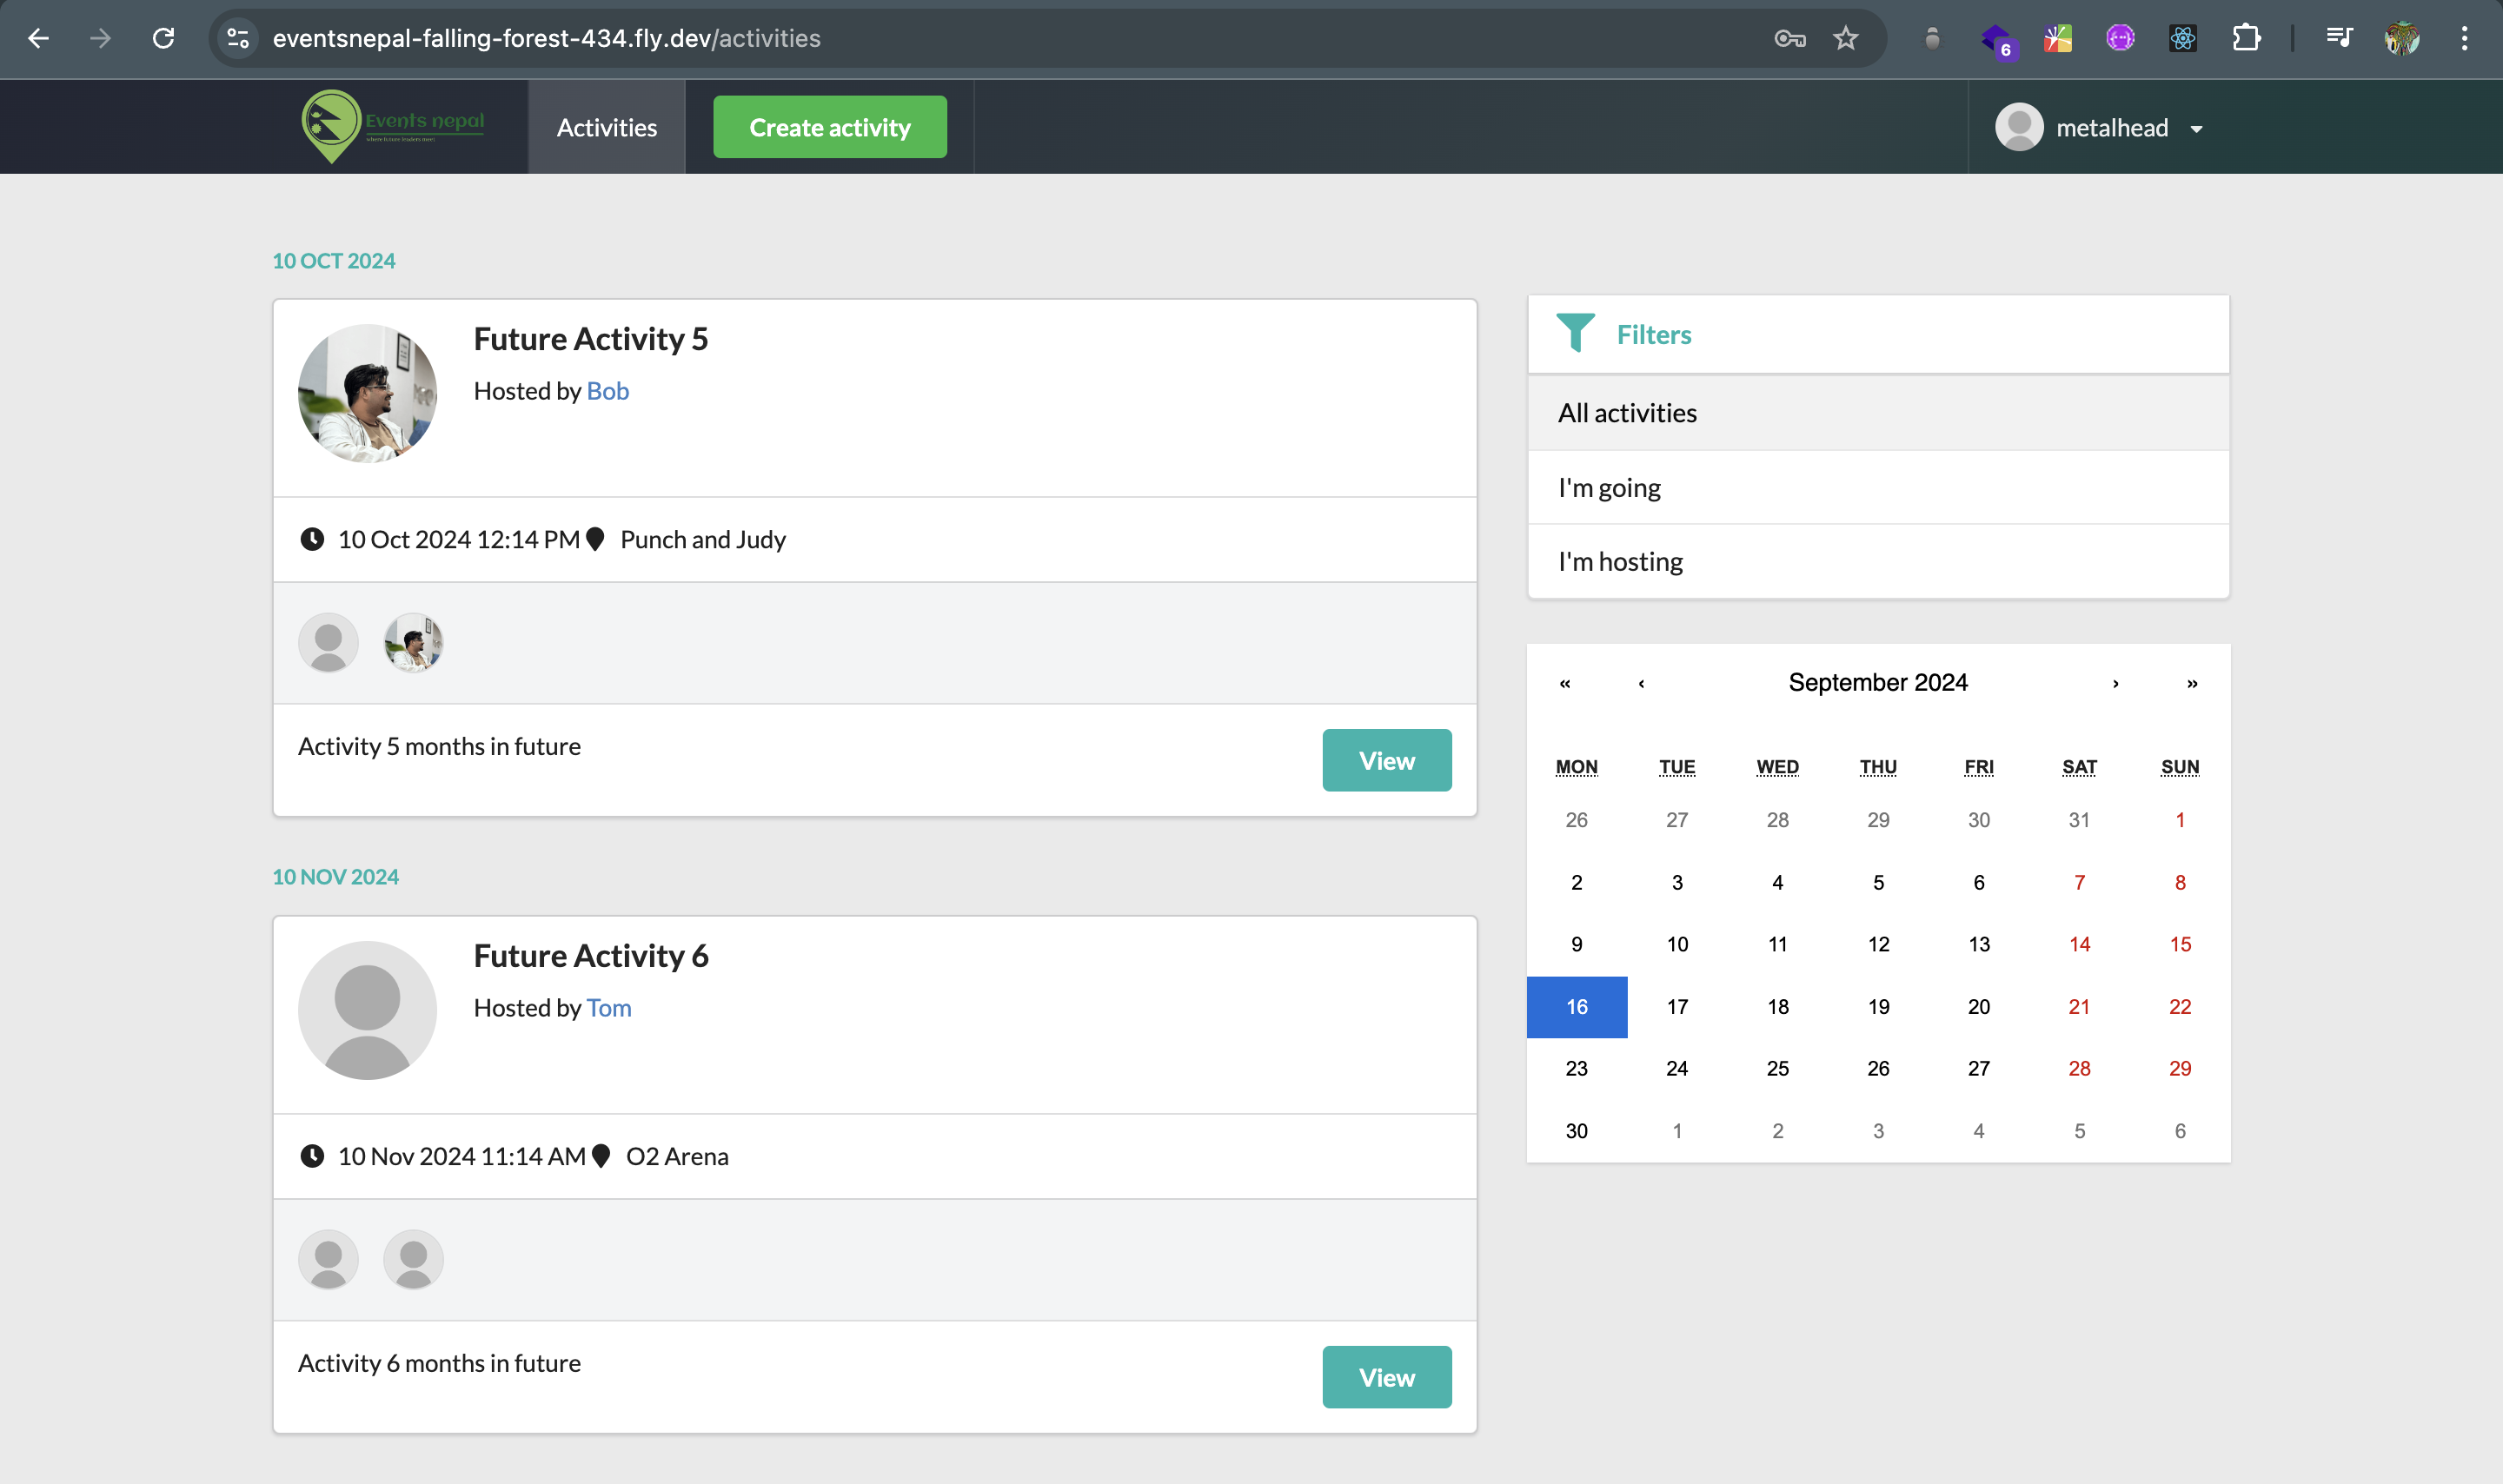 eventsnepal-falling-forest-434.fly.dev/activities
6
Events nepal
where future leaders meet
Activities
Create activity
metalhead
10 OCT 2024
Future Activity 5
Hosted by Bob
10 Oct 2024 12:14 PM Punch and Judy
Activity 5 months in future
View
10 NOV 2024
Future Activity 6
Hosted by Tom
10 Nov 2024 11:14 AM O2 Arena
Activity 6 months in future
View
Filters
All activities
I'm going
I'm hosting
« ‹ September 2024 › »
MON TUE WED THU FRI SAT SUN
26 27 28 29 30 31 1
2 3 4 5 6 7 8
9 10 11 12 13 14 15
16 17 18 19 20 21 22
23 24 25 26 27 28 29
30 1 2 3 4 5 6